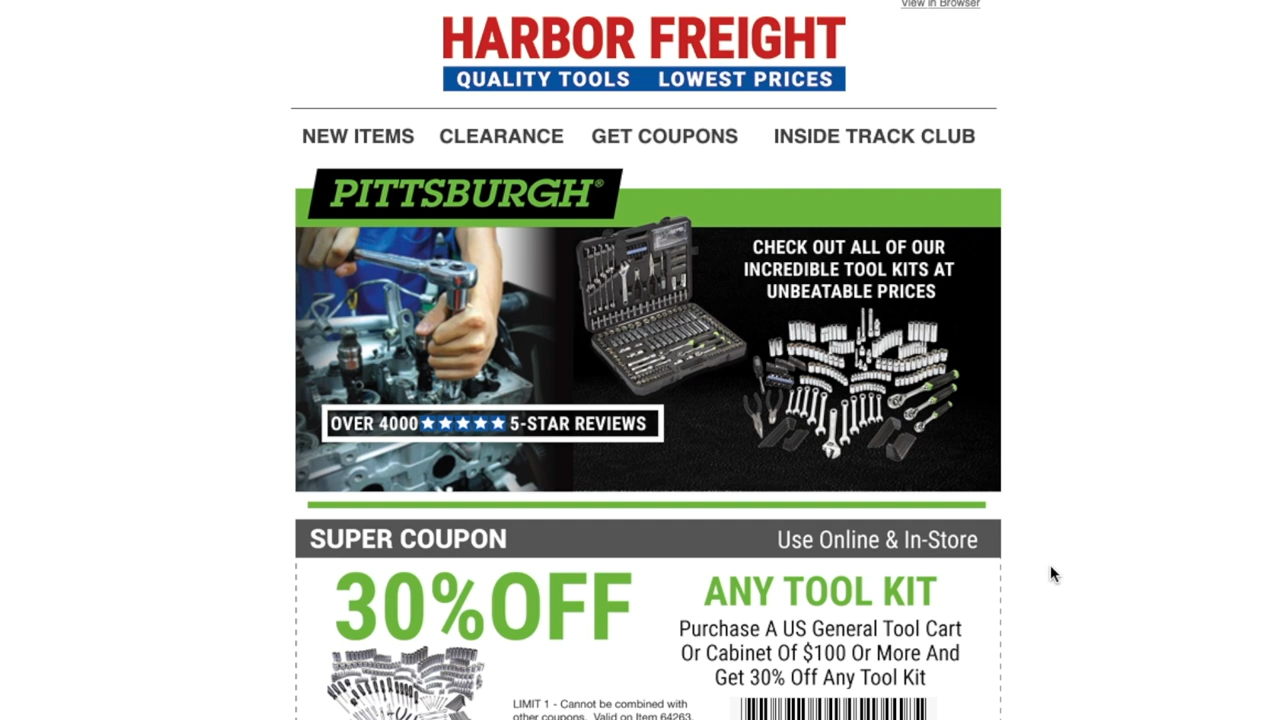 View in Browser
HARBOR FREIGHT
QUALITY TOOLS LOWEST PRICES
NEW ITEMS CLEARANCE GET COUPONS INSIDE TRACK CLUB
PITTSBURGH®
CHECK OUT ALL OF OUR
INCREDIBLE TOOL KITS AT
UNBEATABLE PRICES
OVER 4000 ★★★★★ 5-STAR REVIEWS
SUPER COUPON Use Online & In-Store
30%OFF
ANY TOOL KIT
Purchase A US General Tool Cart
Or Cabinet Of $100 Or More And
Get 30% Off Any Tool Kit
LIMIT 1 - Cannot be combined with
other coupons. Valid on Item 64263,